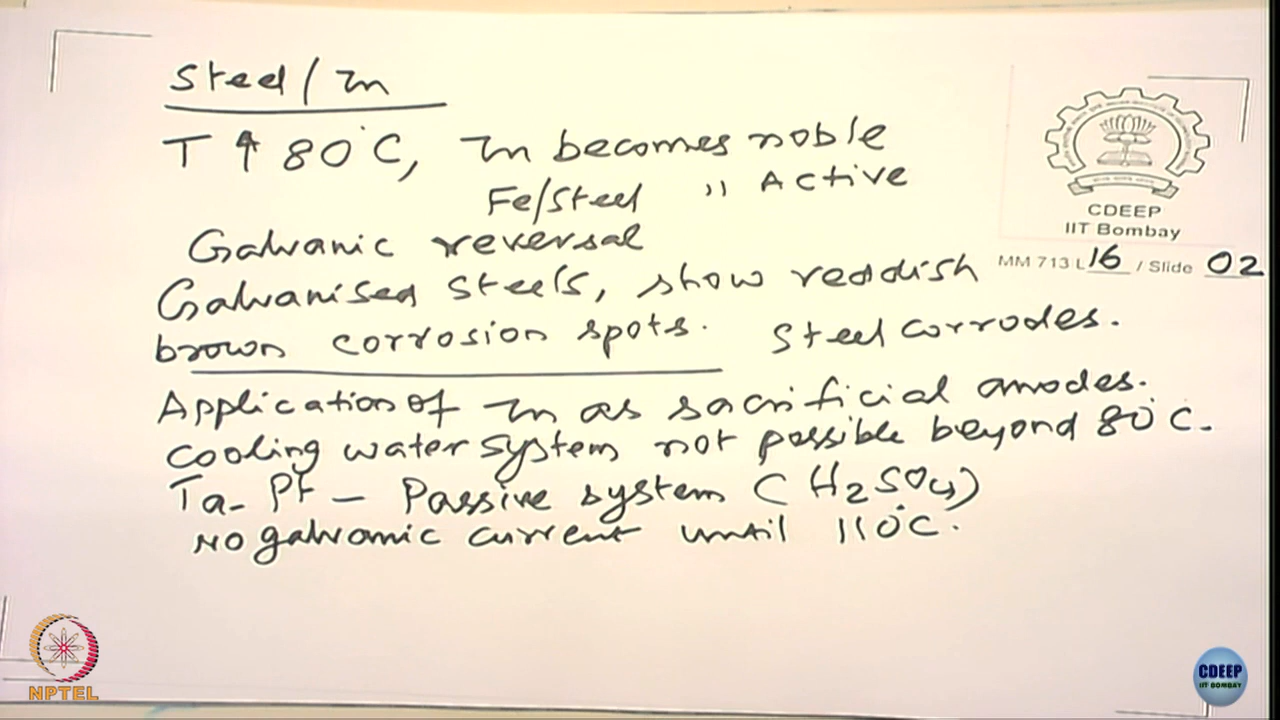 Steel / Zn
T ↑ 80°C, Zn becomes noble
Fe/Steel " Active
Galvanic reversal
Galvanised steels, show reddish
brown corrosion spots. Steel corrodes.
Application of Zn as sacrificial anodes.
cooling water system not possible beyond 80°C.
Ta- Pt - Passive system (H2SO4)
No galvanic current until 110°C.
CDEEP
IIT Bombay
MM 713 L 16 / Slide 02
NPTEL
CDEEP
IIT BOMBAY